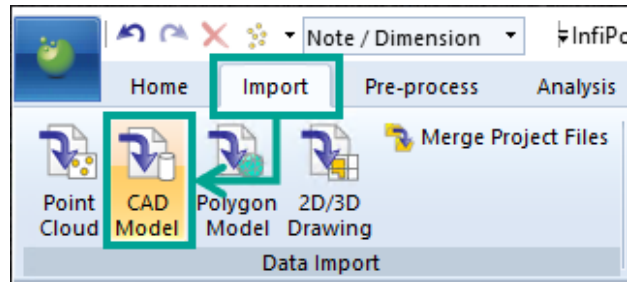 Note / Dimension
InfiPo
Home Import Pre-process Analysis
Merge Project Files
Point Cloud
CAD Model
Polygon Model
2D/3D Drawing
Data Import